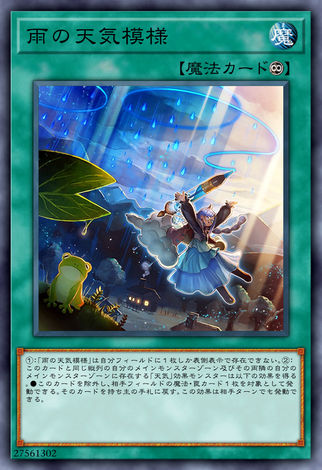 雨の天気模様
魔
【魔法カード】
①:「雨の天気模様」は自分フィールドに1枚しか表側表示で存在できない。②:
このカードと同じ縦列の自分のメインモンスターゾーン及びその両隣の自分の
メインモンスターゾーンに存在する「天気」効果モンスターは以下の効果を得る。
●このカードを除外し、相手フィールドの魔法・罠カード1枚を対象として発
動できる。そのカードを持ち主の手札に戻す。この効果は相手ターンでも発動で
きる。
27561302